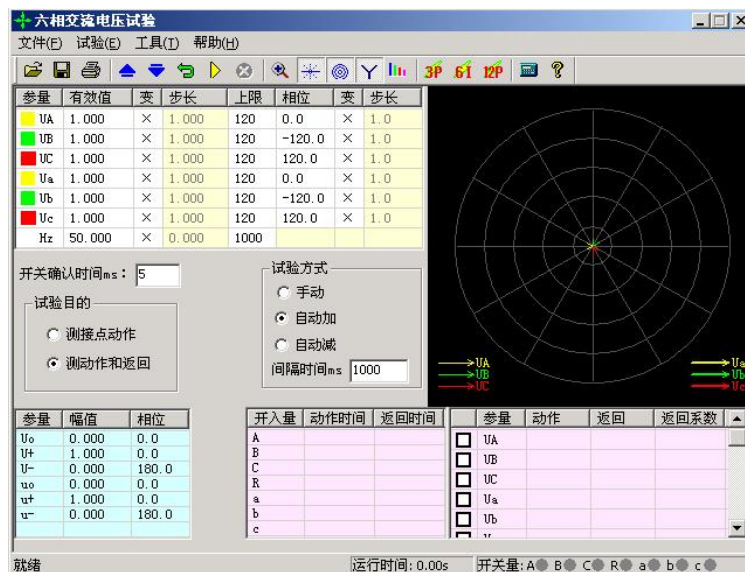 六相交流电压试验
文件(F) 试验(E) 工具(T) 帮助(H)
3P 6I 12P
参量 有效值 变 步长 上限 相位 变 步长
UA 1.000 × 1.000 120 0.0 × 1.0
UB 1.000 × 1.000 120 -120.0 × 1.0
UC 1.000 × 1.000 120 120.0 × 1.0
Ua 1.000 × 1.000 120 0.0 × 1.0
Ub 1.000 × 1.000 120 -120.0 × 1.0
Uc 1.000 × 1.000 120 120.0 × 1.0
Hz 50.000 × 0.000 1000
开关确认时间ms: 5
试验目的
测接点动作
测动作和返回
试验方式
手动
自动加
自动减
间隔时间ms 1000
UA
UB
UC
Ua
Ub
Uc
参量 幅值 相位
Uo 0.000 0.0
U+ 1.000 0.0
U- 0.000 180.0
uo 0.000 0.0
u+ 1.000 0.0
u- 0.000 180.0
开入量 动作时间 返回时间
A
B
C
R
a
b
c
参量 动作 返回 返回系数
UA
UB
UC
Ua
Ub
就绪
运行时间: 0.00s
开关量: A B C R a b c